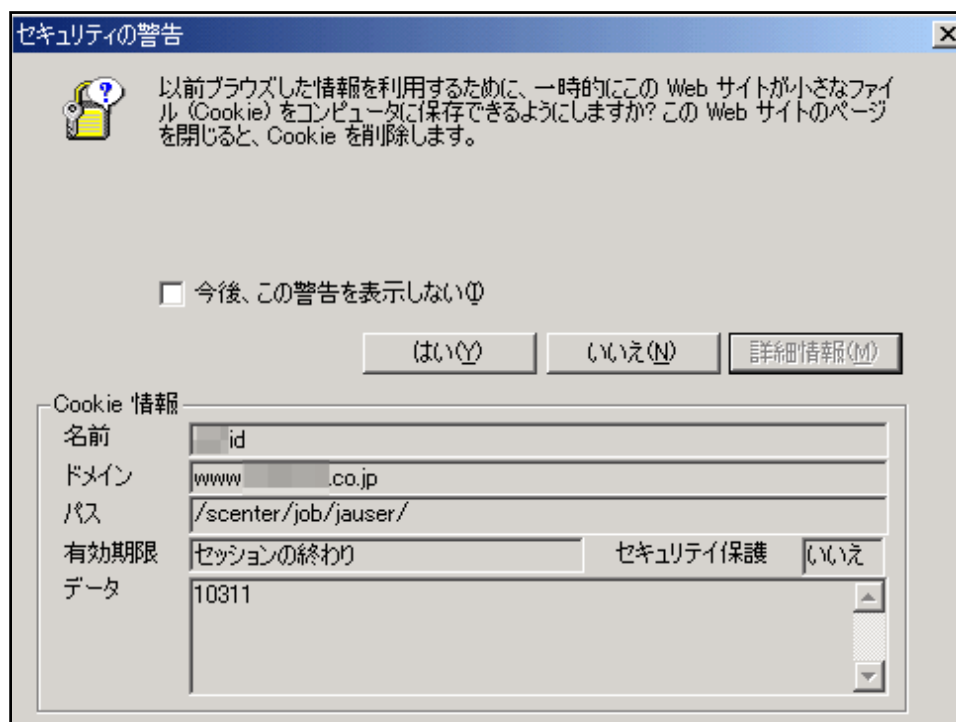 セキュリティの警告
以前ブラウズした情報を利用するために、一時的にこの Web サイトが小さなファイ
ル (Cookie) をコンピュータに保存できるようにしますか? この Web サイトのページ
を閉じると、Cookie を削除します。
今後、この警告を表示しない(I)
はい(Y) いいえ(N) 詳細情報(M)
Cookie 情報
名前 id
ドメイン www .co.jp
パス /scenter/job/jauser/
有効期限 セッションの終わり セキュリティ保護 いいえ
データ 10311